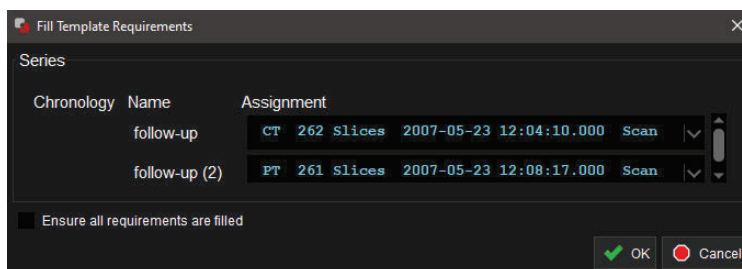 Fill Template Requirements
Series
Chronology Name Assignment
follow-up CT 262 Slices 2007-05-23 12:04:10.000 Scan
follow-up (2) PT 261 Slices 2007-05-23 12:08:17.000 Scan
Ensure all requirements are filled
OK Cancel